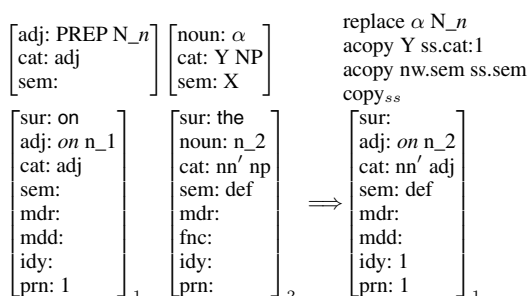 [adj: PREP N_n] [noun: α] replace α N_n
[cat: adj] [cat: Y NP] acopy Y ss.cat:1
[sem:] [sem: X] acopy nw.sem ss.sem
copy_ss
[sur: on] [sur: the] [sur:]
[adj: on n_1] [noun: n_2] [adj: on n_2]
[cat: adj] [cat: nn′ np] [cat: nn′ adj]
[sem:] [sem: def] [sem: def]
[mdr:] [mdr:] ⟹ [mdr:]
[mdd:] [fnc:] [mdd:]
[idy:] [idy:] [idy: 1]
[prn: 1] 1 [prn:] 2 [prn: 1] 1